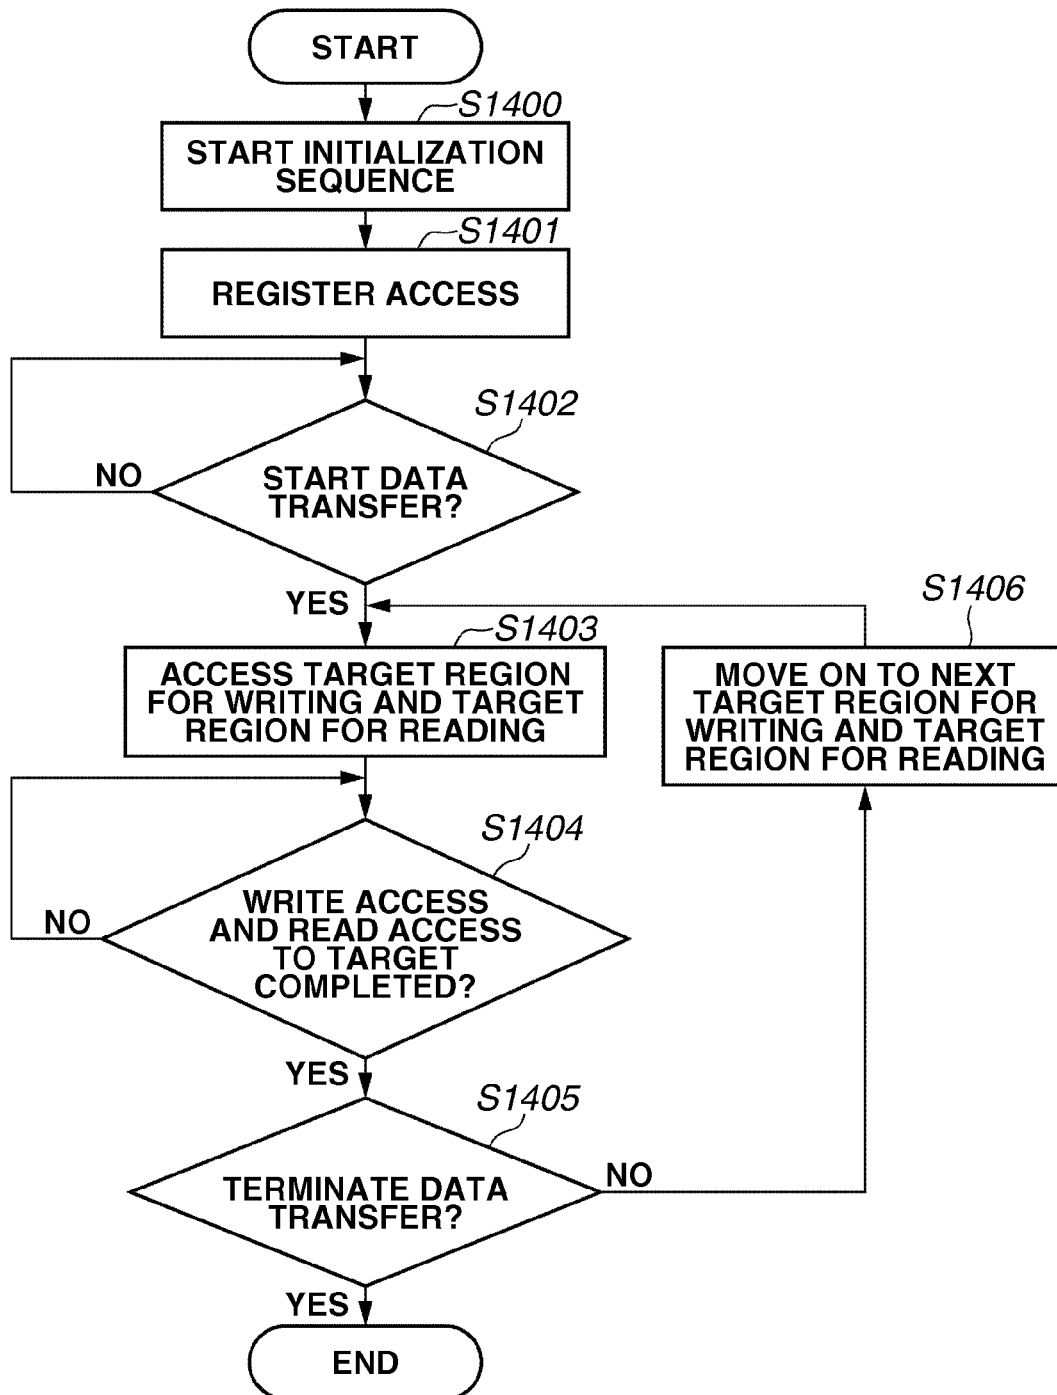 START
S1400
START INITIALIZATION
SEQUENCE
S1401
REGISTER ACCESS
S1402
START DATA
TRANSFER?
NO
YES
S1403
ACCESS TARGET REGION
FOR WRITING AND TARGET
REGION FOR READING
S1406
MOVE ON TO NEXT
TARGET REGION FOR
WRITING AND TARGET
REGION FOR READING
S1404
WRITE ACCESS
AND READ ACCESS
TO TARGET
COMPLETED?
NO
YES
S1405
TERMINATE DATA
TRANSFER?
NO
YES
END